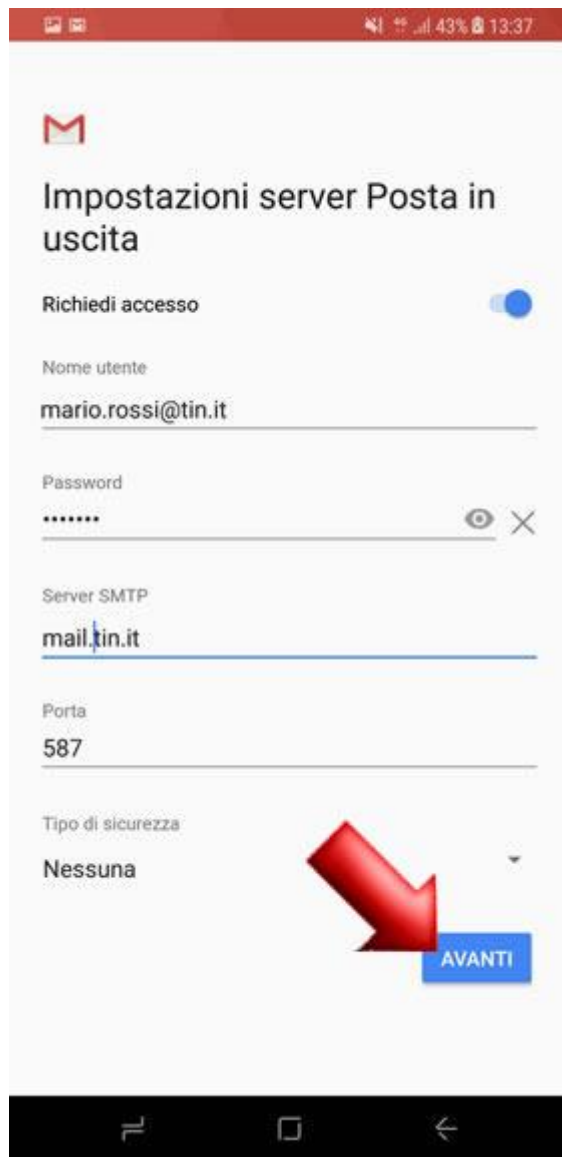 43% 13:37
Impostazioni server Posta in
uscita
Richiedi accesso
Nome utente
mario.rossi@tin.it
Password
•••••••
Server SMTP
mail.tin.it
Porta
587
Tipo di sicurezza
Nessuna
AVANTI